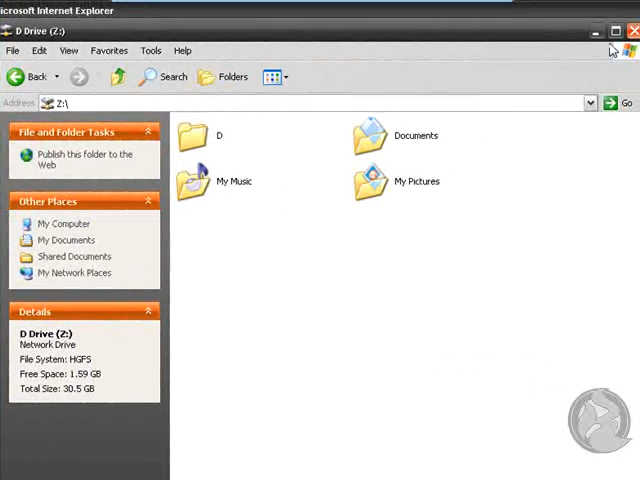 icrosoft Internet Explorer
D Drive (Z:)
File Edit View Favorites Tools Help
Back Search Folders
Address Z:\ Go
File and Folder Tasks
Publish this folder to the
Web
Other Places
My Computer
My Documents
Shared Documents
My Network Places
Details
D Drive (Z:)
Network Drive
File System: HGFS
Free Space: 1.59 GB
Total Size: 30.5 GB
D Documents
My Music My Pictures